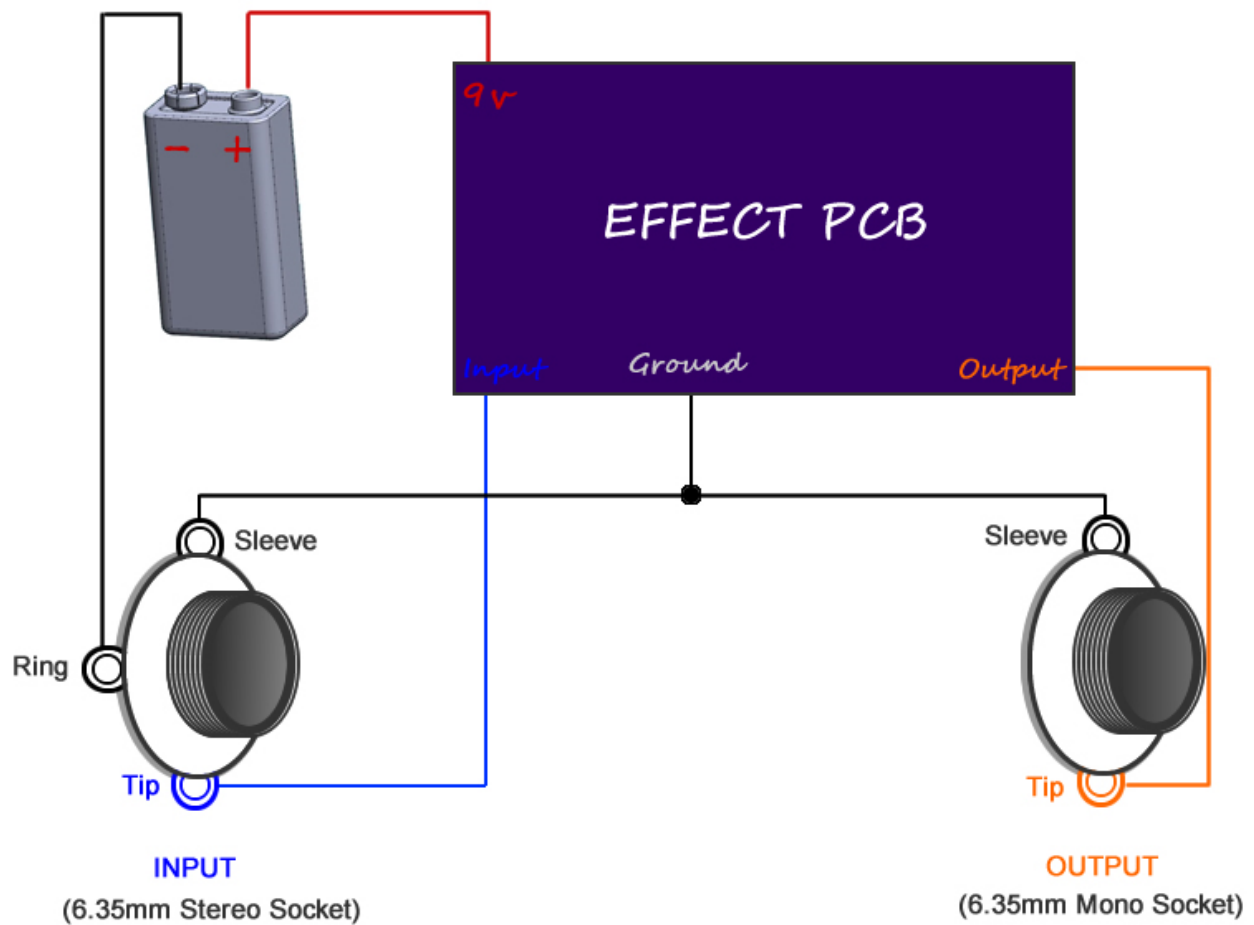 9v
- +
EFFECT PCB
Input
Ground
Output
Sleeve
Sleeve
Ring
Tip
Tip
INPUT
(6.35mm Stereo Socket)
OUTPUT
(6.35mm Mono Socket)